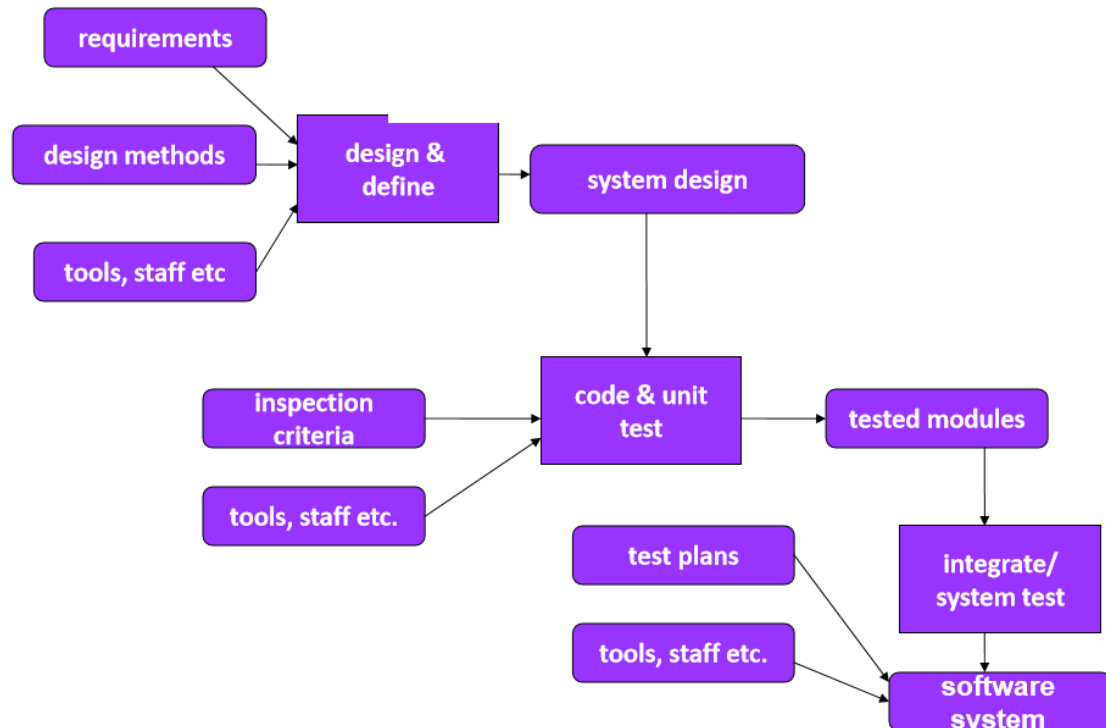 requirements
design methods
design &
define
system design
tools, staff etc
inspection
criteria
code & unit
test
tested modules
tools, staff etc.
test plans
integrate/
system test
tools, staff etc.
software
system